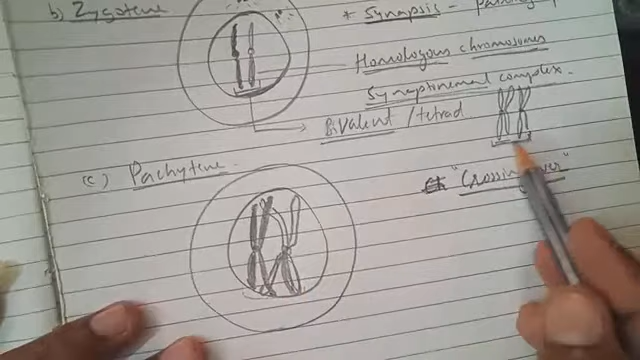 b) Zygotene
* Synapsis -
Homologous chromosomes
Synaptinemal complex.
Bivalent / tetrad
(c) Pachytene.
"Crossing over"